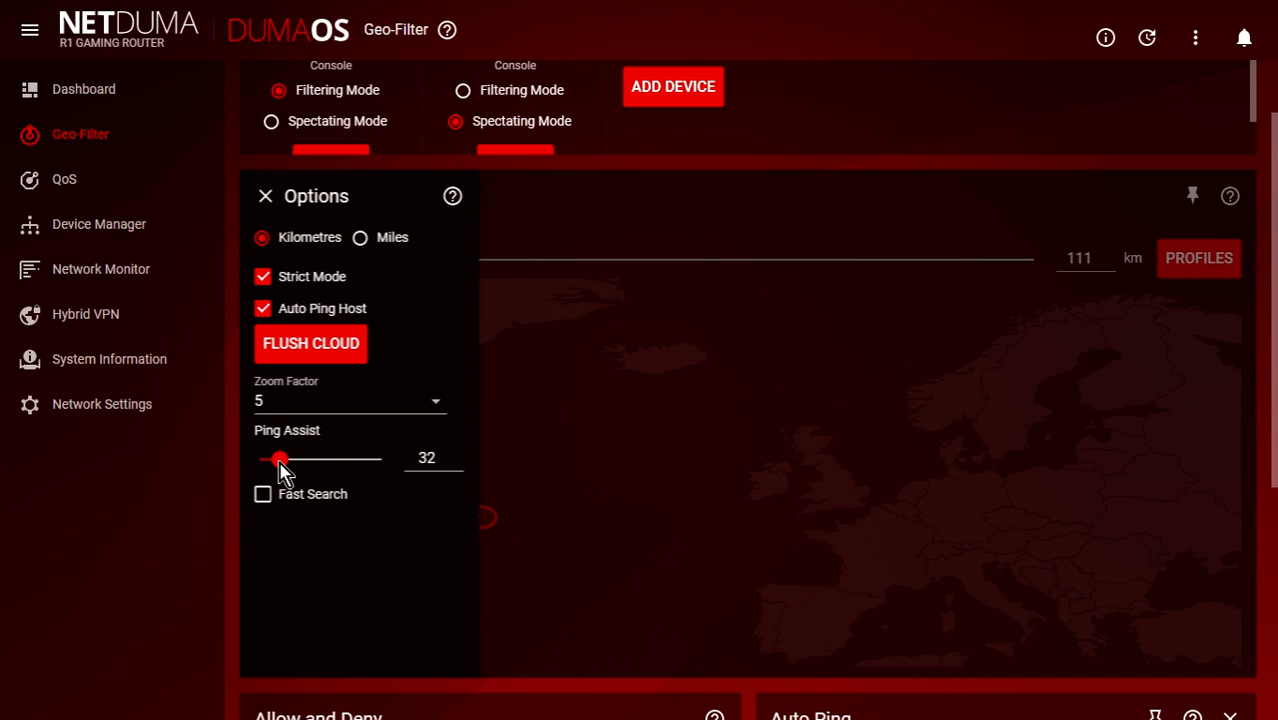 NETDUMA
R1 GAMING ROUTER
DUMAOS
Geo-Filter
Dashboard
Geo-Filter
QoS
Device Manager
Network Monitor
Hybrid VPN
System Information
Network Settings
Console
Filtering Mode
Spectating Mode
Console
Filtering Mode
Spectating Mode
ADD DEVICE
Options
Kilometres
Miles
Strict Mode
Auto Ping Host
FLUSH CLOUD
Zoom Factor
5
Ping Assist
32
Fast Search
111 km
PROFILES
Allow and Deny
Auto Ping